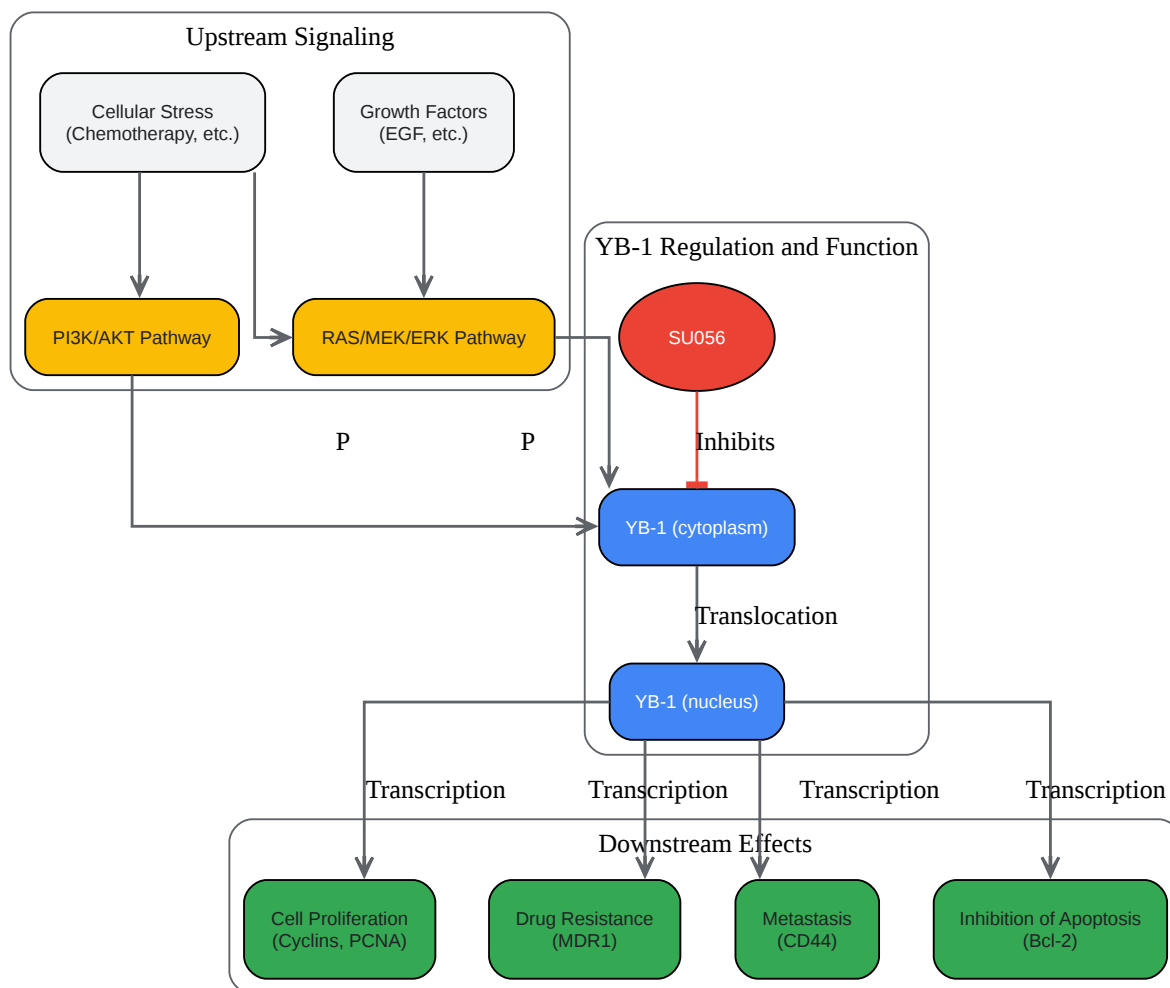 Upstream Signaling
Cellular Stress
(Chemotherapy, etc.)
Growth Factors
(EGF, etc.)
YB-1 Regulation and Function
PI3K/AKT Pathway
RAS/MEK/ERK Pathway
SU056
P
P
Inhibits
YB-1 (cytoplasm)
Translocation
YB-1 (nucleus)
Transcription
Transcription
Transcription
Transcription
Downstream Effects
Cell Proliferation
(Cyclins, PCNA)
Drug Resistance
(MDR1)
Metastasis
(CD44)
Inhibition of Apoptosis
(Bcl-2)